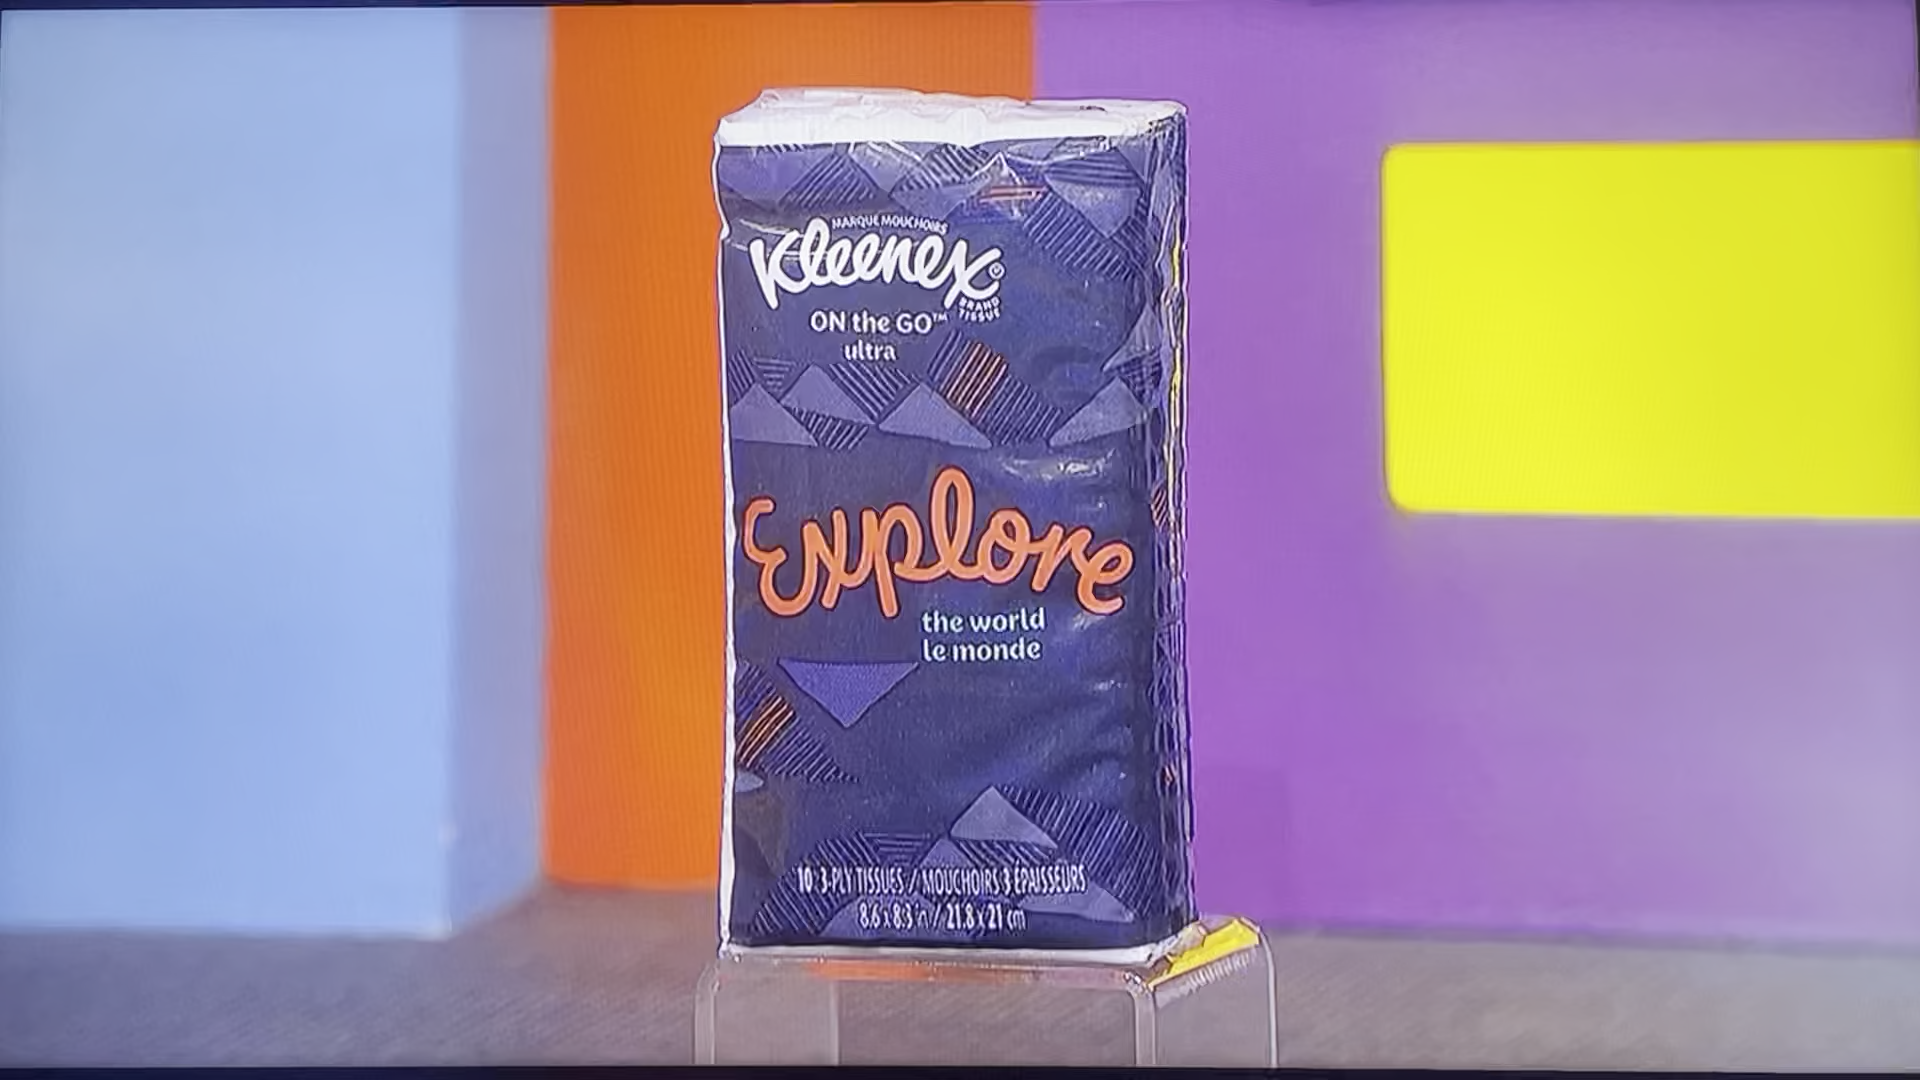 MARQUE MOUCHOIRS
Kleenex®
BRAND
TISSUE
ON the GO™
ultra
Explore
the world
le monde
10 3-PLY TISSUES / MOUCHOIRS 3 ÉPAISSEURS
8.6 x 8.3 in / 21.8 x 21 cm